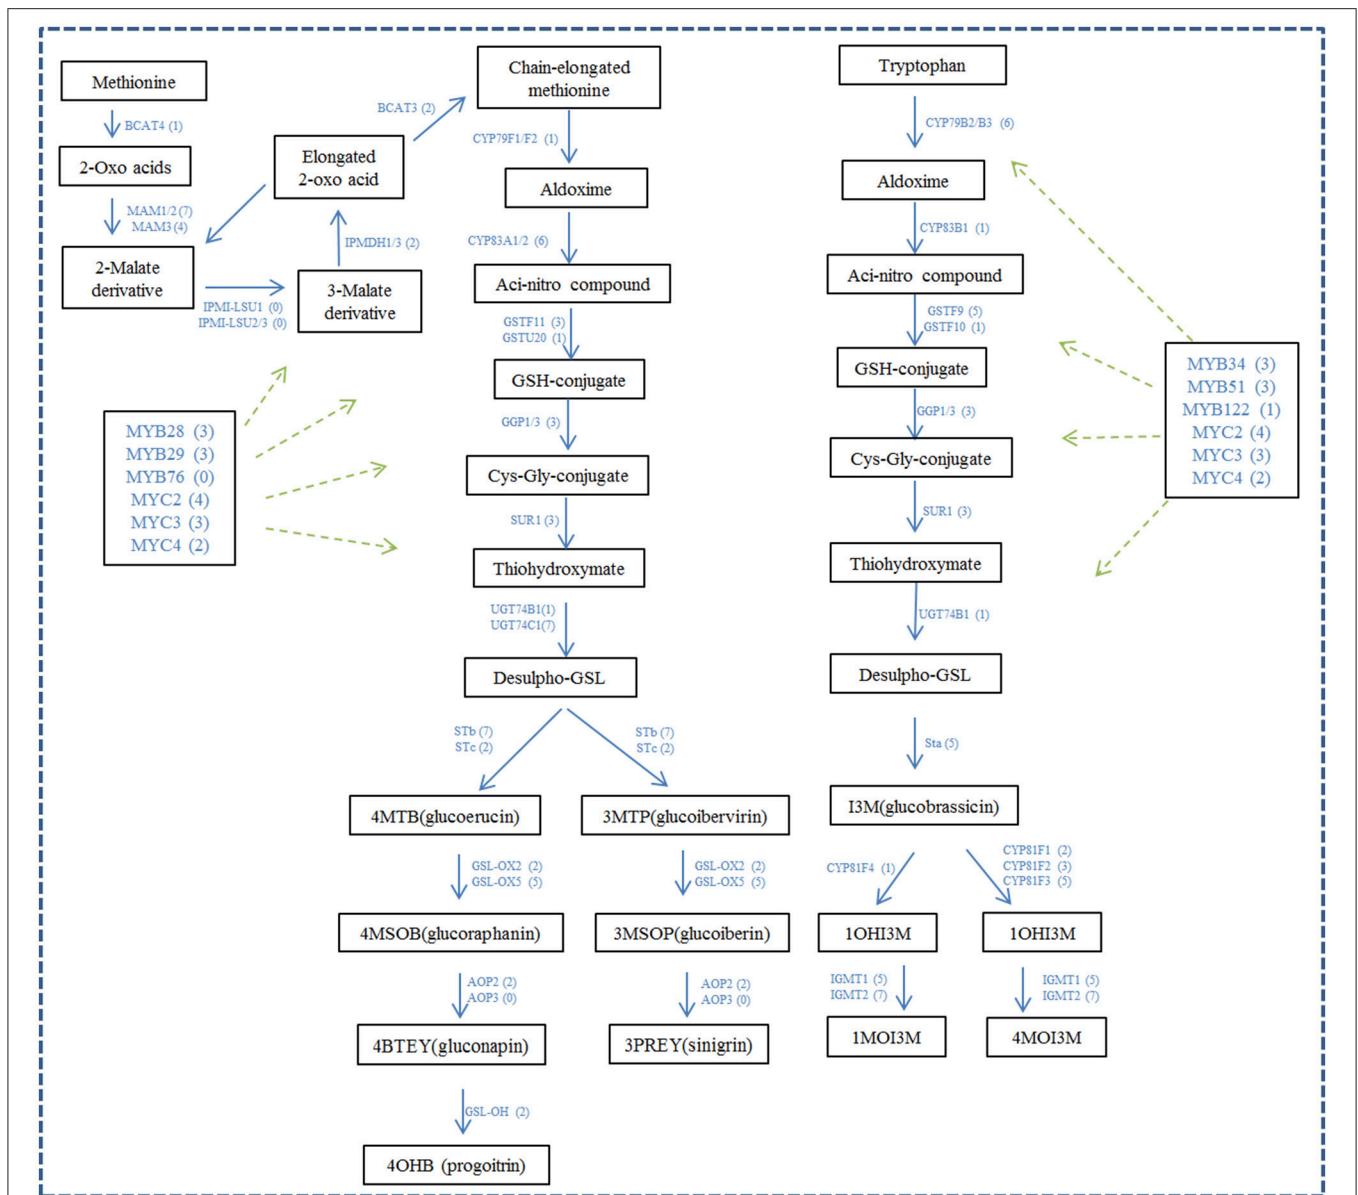 Methionine
BCAT4 (1)
2-Oxo acids
MAM1/2 (7)
MAM3 (4)
2-Malate
derivative
IPMI-LSU1 (0)
IPMI-LSU2/3 (0)
3-Malate
derivative
IPMDH1/3 (2)
Elongated
2-oxo acid
BCAT3 (2)
Chain-elongated
methionine
CYP79F1/F2 (1)
Aldoxime
CYP83A1/2 (6)
Aci-nitro compound
GSTF11 (3)
GSTU20 (1)
GSH-conjugate
GGP1/3 (3)
Cys-Gly-conjugate
SUR1 (3)
Thiohydroxymate
UGT74B1(1)
UGT74C1(7)
Desulpho-GSL
STb (7)
STc (2)
STb (7)
STc (2)
4MTB(glucoerucin)
3MTP(glucoibervirin)
GSL-OX2 (2)
GSL-OX5 (5)
GSL-OX2 (2)
GSL-OX5 (5)
4MSOB(glucoraphanin)
3MSOP(glucoiberin)
AOP2 (2)
AOP3 (0)
AOP2 (2)
AOP3 (0)
4BTEY(gluconapin)
3PREY(sinigrin)
GSL-OH (2)
4OHB (progoitrin)
MYB28 (3)
MYB29 (3)
MYB76 (0)
MYC2 (4)
MYC3 (3)
MYC4 (2)
Tryptophan
CYP79B2/B3 (6)
Aldoxime
CYP83B1 (1)
Aci-nitro compound
GSTF9 (5)
GSTF10 (1)
GSH-conjugate
GGP1/3 (3)
Cys-Gly-conjugate
SUR1 (3)
Thiohydroxymate
UGT74B1 (1)
Desulpho-GSL
Sta (5)
I3M(glucobrassicin)
CYP81F4 (1)
CYP81F1 (2)
CYP81F2 (3)
CYP81F3 (5)
1OHI3M
1OHI3M
IGMT1 (5)
IGMT2 (7)
IGMT1 (5)
IGMT2 (7)
1MOI3M
4MOI3M
MYB34 (3)
MYB51 (3)
MYB122 (1)
MYC2 (4)
MYC3 (3)
MYC4 (2)